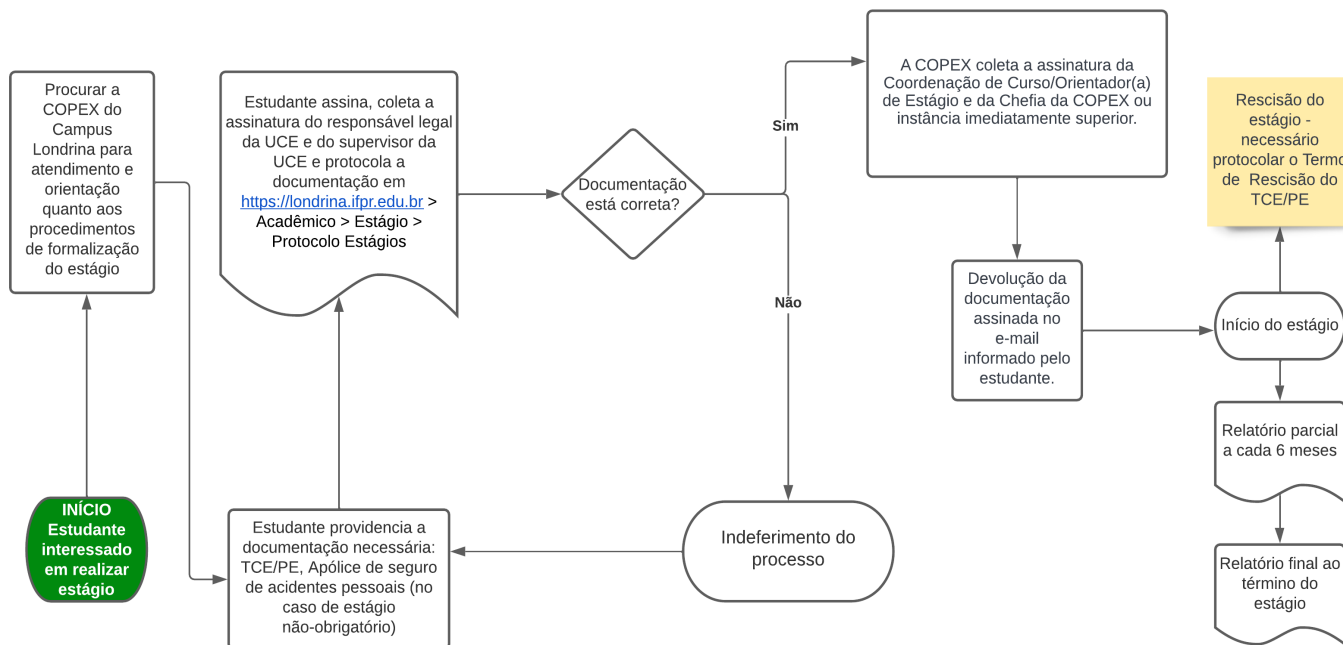 Procurar a
COPEX do
Campus
Londrina para
atendimento e
orientação
quanto aos
procedimentos
de formalização
do estágio
INÍCIO
Estudante
interessado
em realizar
estágio
Estudante assina, coleta a
assinatura do responsável legal
da UCE e do supervisor da
UCE e protocola a
documentação em
https://londrina.ifpr.edu.br >
Acadêmico > Estágio >
Protocolo Estágios
Estudante providencia a
documentação necessária:
TCE/PE, Apólice de seguro
de acidentes pessoais (no
caso de estágio
não-obrigatório)
Documentação
está correta?
Sim
Não
Indeferimento do
processo
A COPEX coleta a assinatura da
Coordenação de Curso/Orientador(a)
de Estágio e da Chefia da COPEX ou
instância imediatamente superior.
Devolução da
documentação
assinada no
e-mail
informado pelo
estudante.
Rescisão do
estágio -
necessário
protocolar o Termo
de Rescisão do
TCE/PE
Início do estágio
Relatório parcial
a cada 6 meses
Relatório final ao
término do
estágio